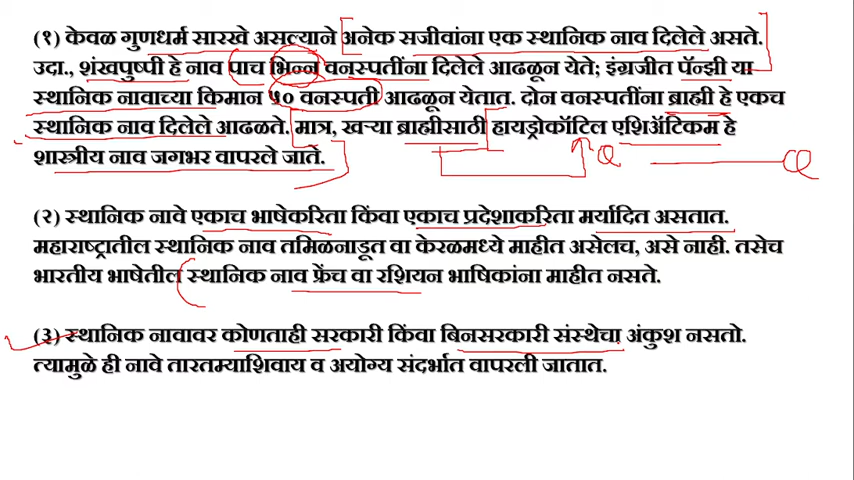 (१) केवळ गुणधर्म सारखे असल्याने अनेक सजीवांना एक स्थानिक नाव दिलेले असते.
उदा., शंखपुष्पी हे नाव पाच भिन्न वनस्पतींना दिलेले आढळून येते; इंग्रजीत पॅन्झी या
स्थानिक नावाच्या किमान ५० वनस्पती आढळून येतात. दोन वनस्पतींना ब्राह्मी हे एकच
स्थानिक नाव दिलेले आढळते. मात्र, खऱ्या ब्राह्मीसाठी हायड्रोकॉटिल एशिॲटिकम हे
शास्त्रीय नाव जगभर वापरले जाते.
(२) स्थानिक नावे एकाच भाषेकरिता किंवा एकाच प्रदेशाकरिता मर्यादित असतात.
महाराष्ट्रातील स्थानिक नाव तमिळनाडूत वा केरळमध्ये माहीत असेलच, असे नाही. तसेच
भारतीय भाषेतील स्थानिक नाव फ्रेंच वा रशियन भाषिकांना माहीत नसते.
(३) स्थानिक नावावर कोणताही सरकारी किंवा बिनसरकारी संस्थेचा अंकुश नसतो.
त्यामुळे ही नावे तारतम्याशिवाय व अयोग्य संदर्भात वापरली जातात.